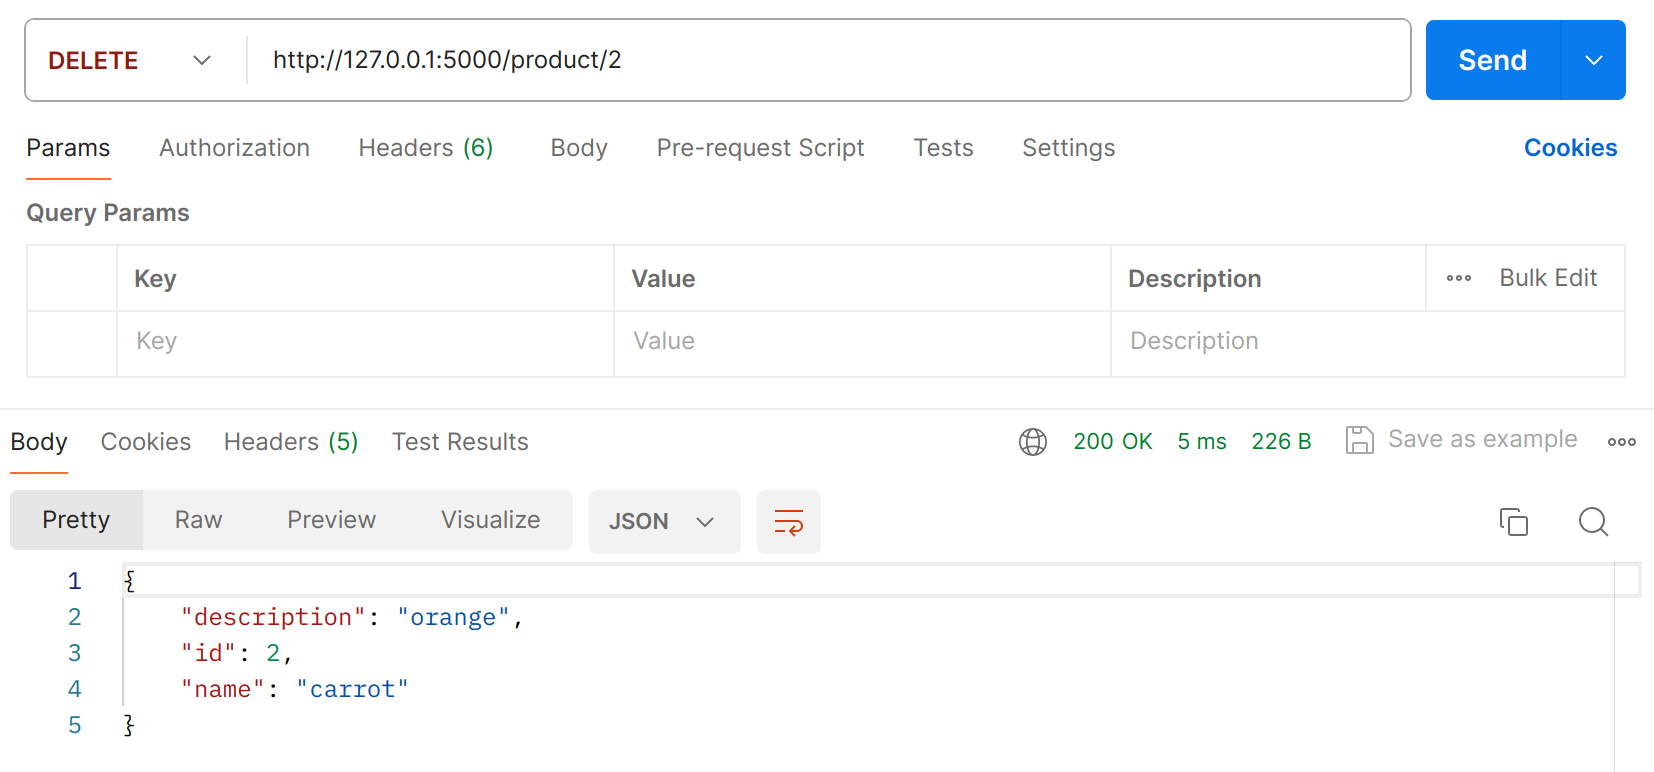 DELETE http://127.0.0.1:5000/product/2 Send
Params Authorization Headers (6) Body Pre-request Script Tests Settings Cookies
Query Params
Key Value Description Bulk Edit
Key Value Description
Body Cookies Headers (5) Test Results 200 OK 5 ms 226 B Save as example
Pretty Raw Preview Visualize JSON
1 {
2 "description": "orange",
3 "id": 2,
4 "name": "carrot"
5 }